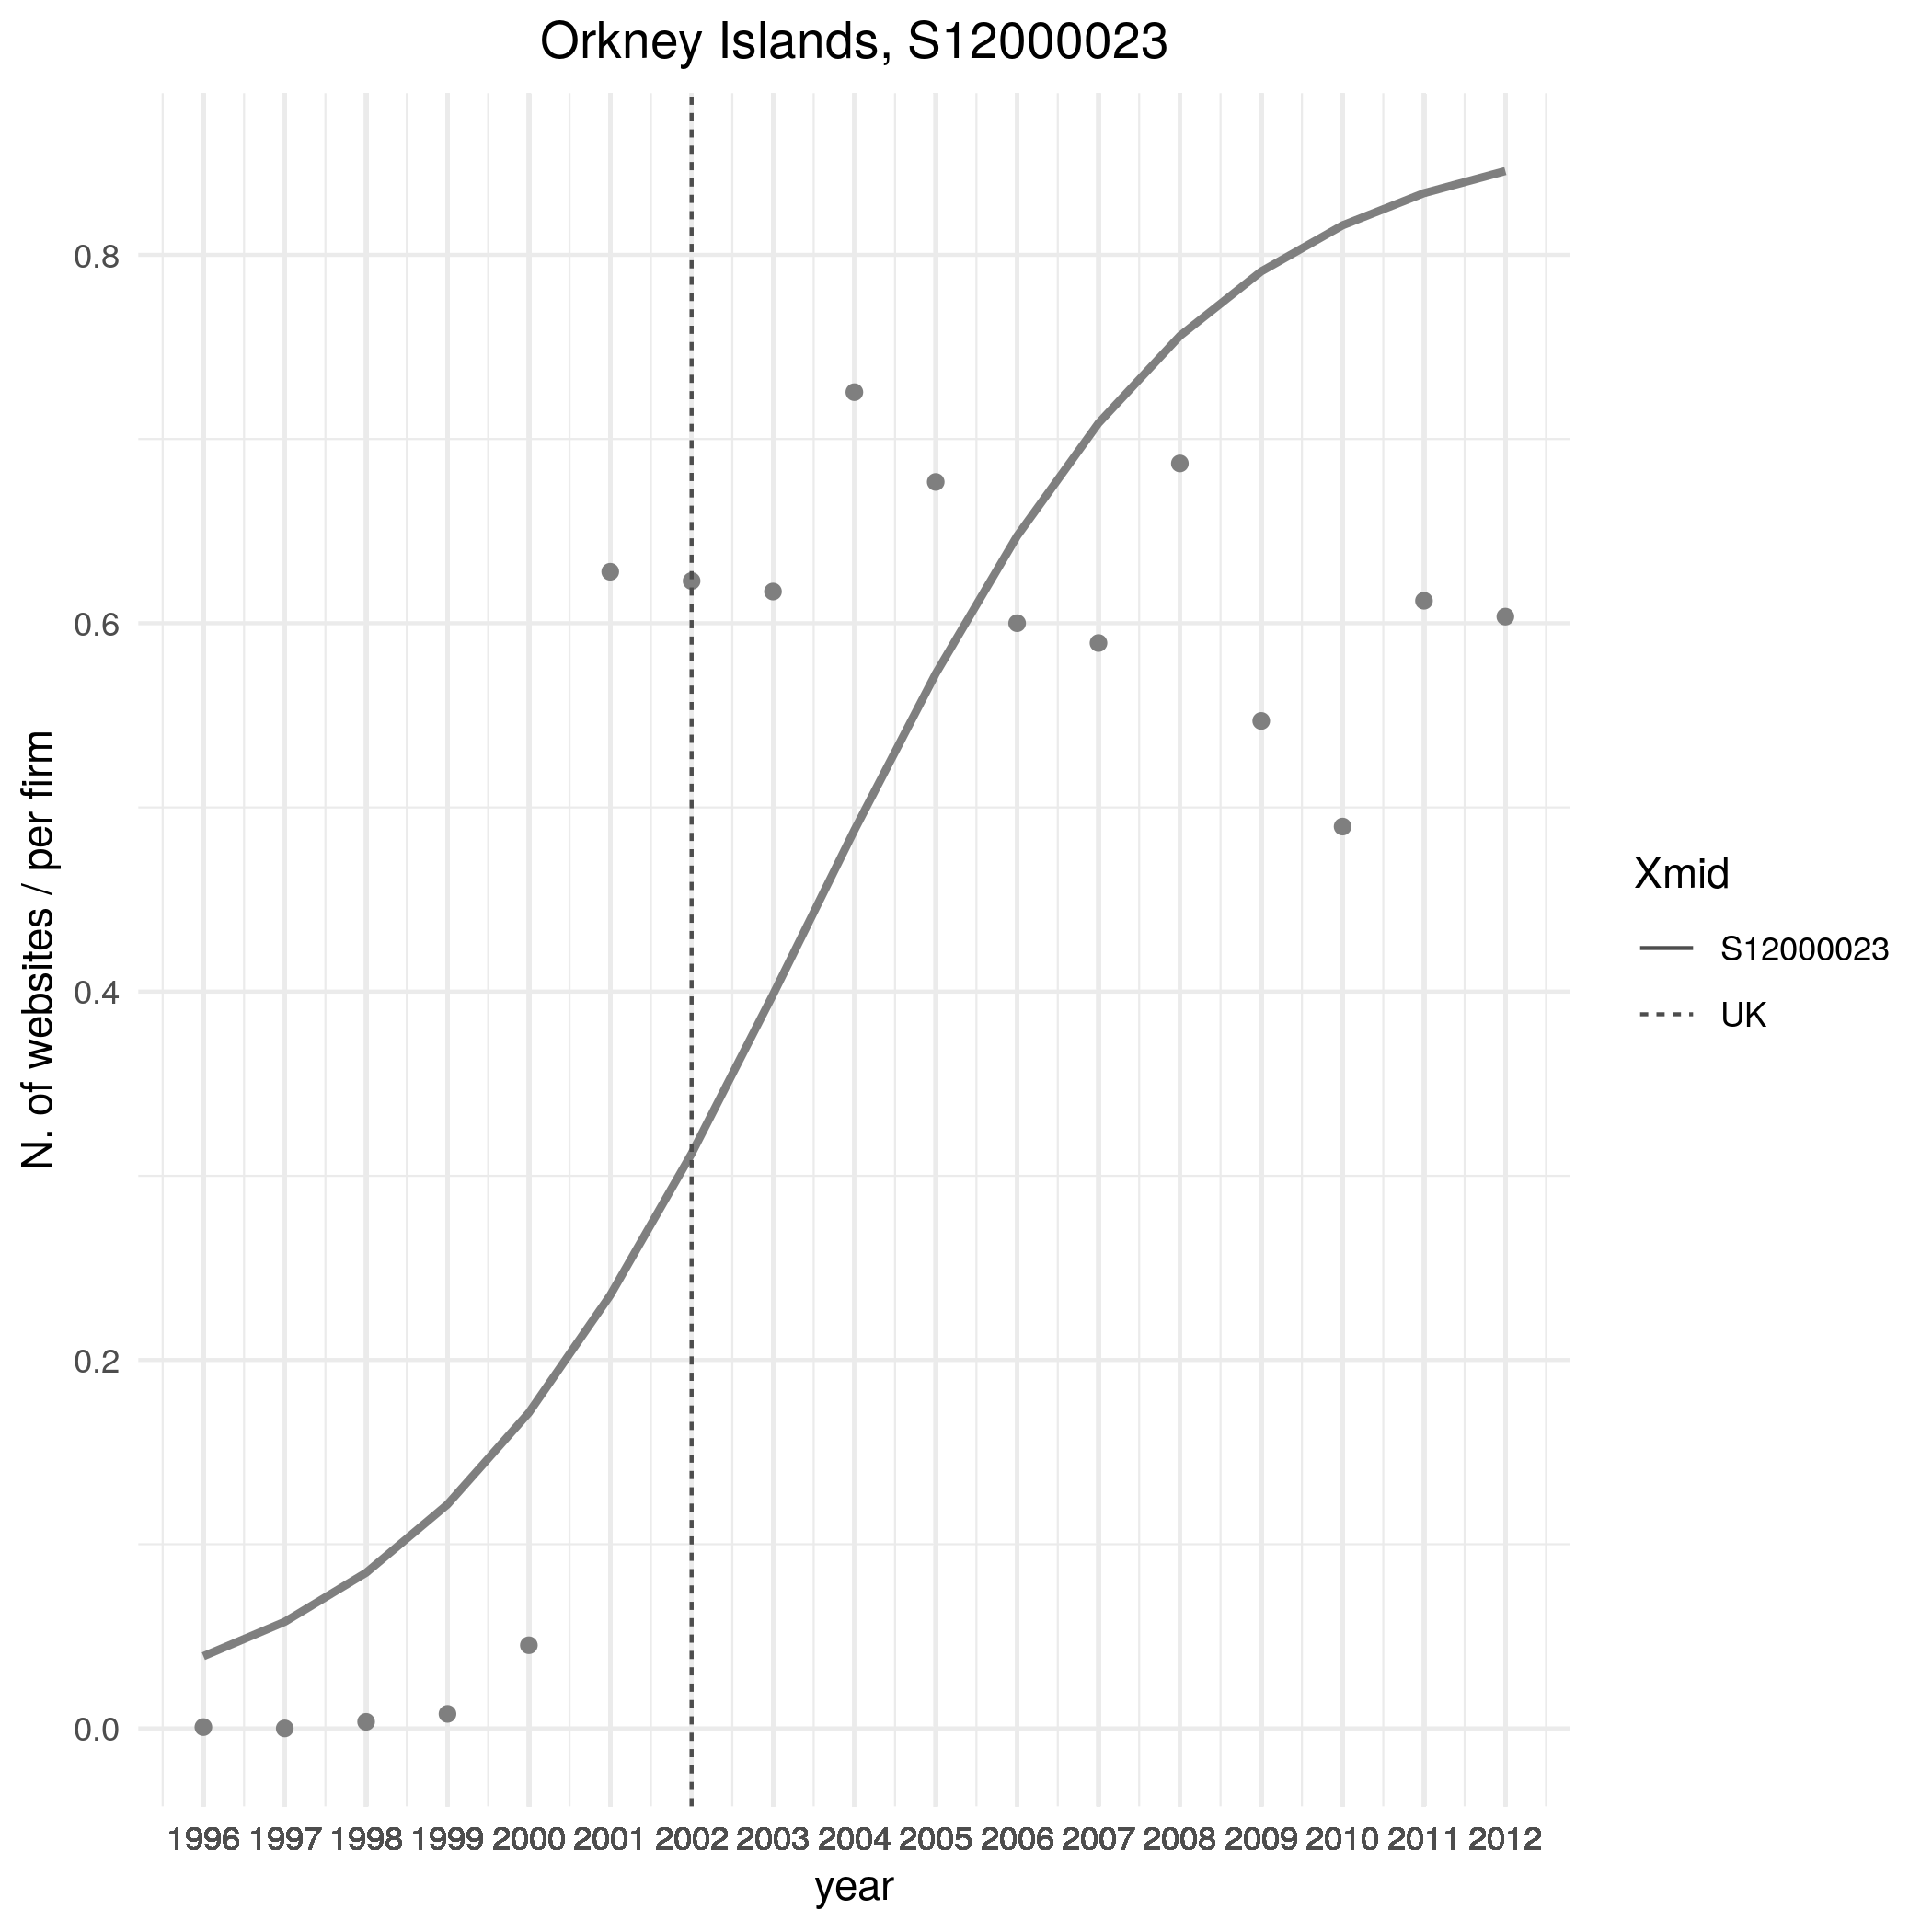 Orkney Islands, S12000023
N. of websites / per firm
0.8
0.6
0.4
0.2
0.0
1996 1997 1998 1999 2000 2001 2002 2003 2004 2005 2006 2007 2008 2009 2010 2011 2012
year
Xmid
S12000023
UK